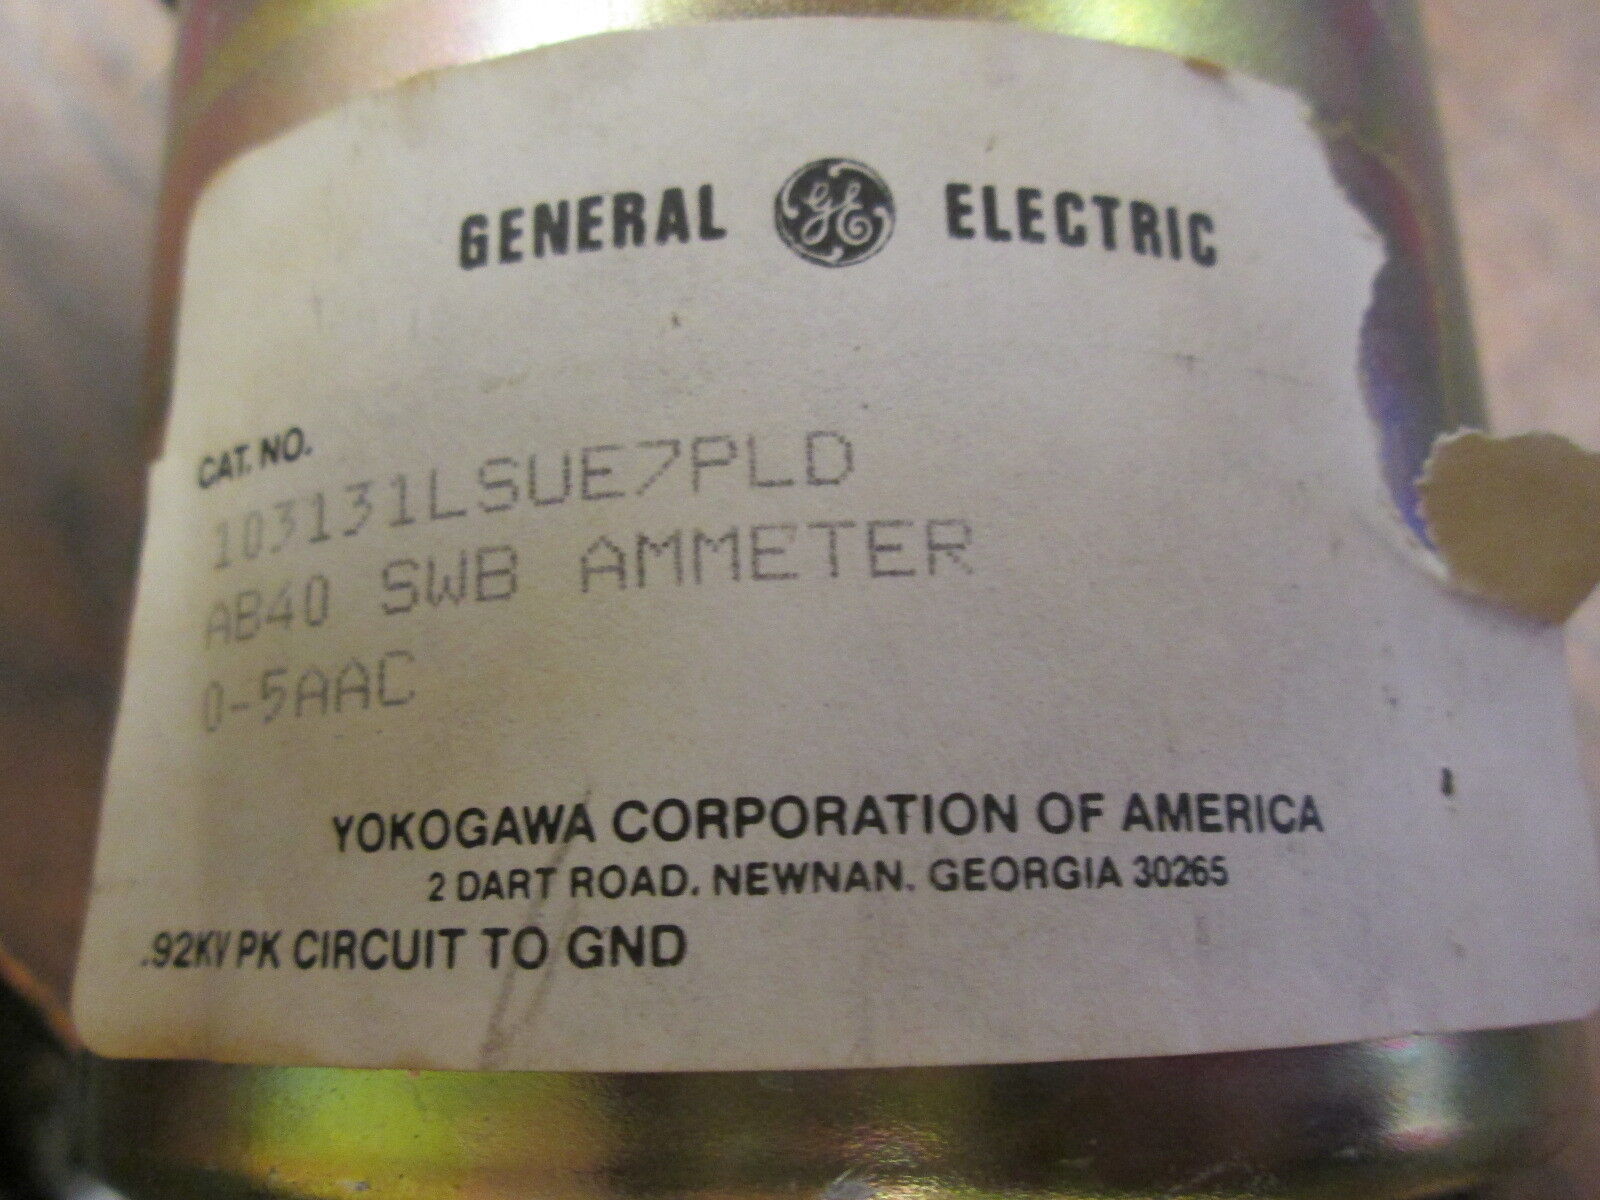 GENERAL GE ELECTRIC
CAT. NO.
103131LSUE7PLD
AB40 SWB AMMETER
0-5AAC
YOKOGAWA CORPORATION OF AMERICA
2 DART ROAD. NEWNAN. GEORGIA 30265
.92KV PK CIRCUIT TO GND